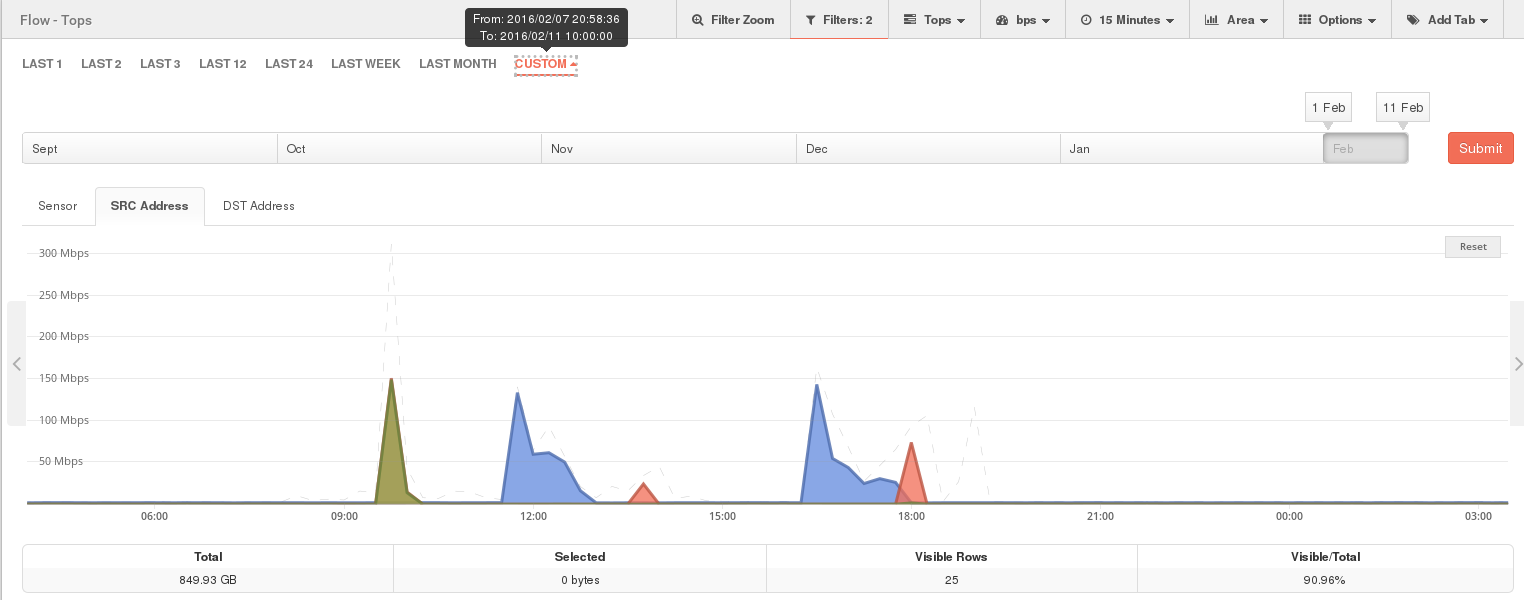 Flow - Tops
From: 2016/02/07 20:58:36
To: 2016/02/11 10:00:00
Filter Zoom
Filters: 2
Tops
bps
15 Minutes
Area
Options
Add Tab
LAST 1
LAST 2
LAST 3
LAST 12
LAST 24
LAST WEEK
LAST MONTH
CUSTOM
1 Feb
11 Feb
Sept
Oct
Nov
Dec
Jan
Feb
Submit
Sensor
SRC Address
DST Address
Reset
300 Mbps
250 Mbps
200 Mbps
150 Mbps
100 Mbps
50 Mbps
06:00
09:00
12:00
15:00
18:00
21:00
00:00
03:00
Total
Selected
Visible Rows
Visible/Total
849.93 GB
0 bytes
25
90.96%